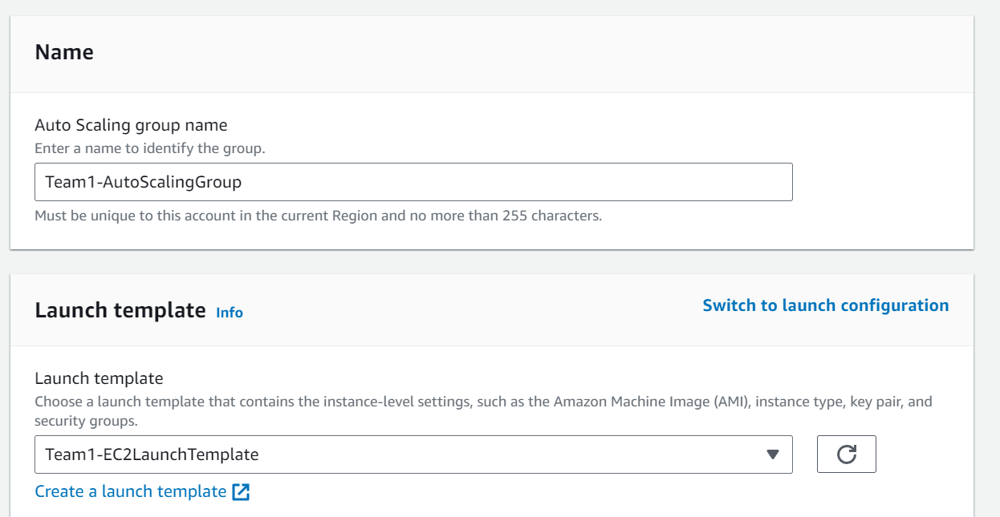 Name
Auto Scaling group name
Enter a name to identify the group.
Team1-AutoScalingGroup
Must be unique to this account in the current Region and no more than 255 characters.
Launch template Info
Switch to launch configuration
Launch template
Choose a launch template that contains the instance-level settings, such as the Amazon Machine Image (AMI), instance type, key pair, and
security groups.
Team1-EC2LaunchTemplate
Create a launch template